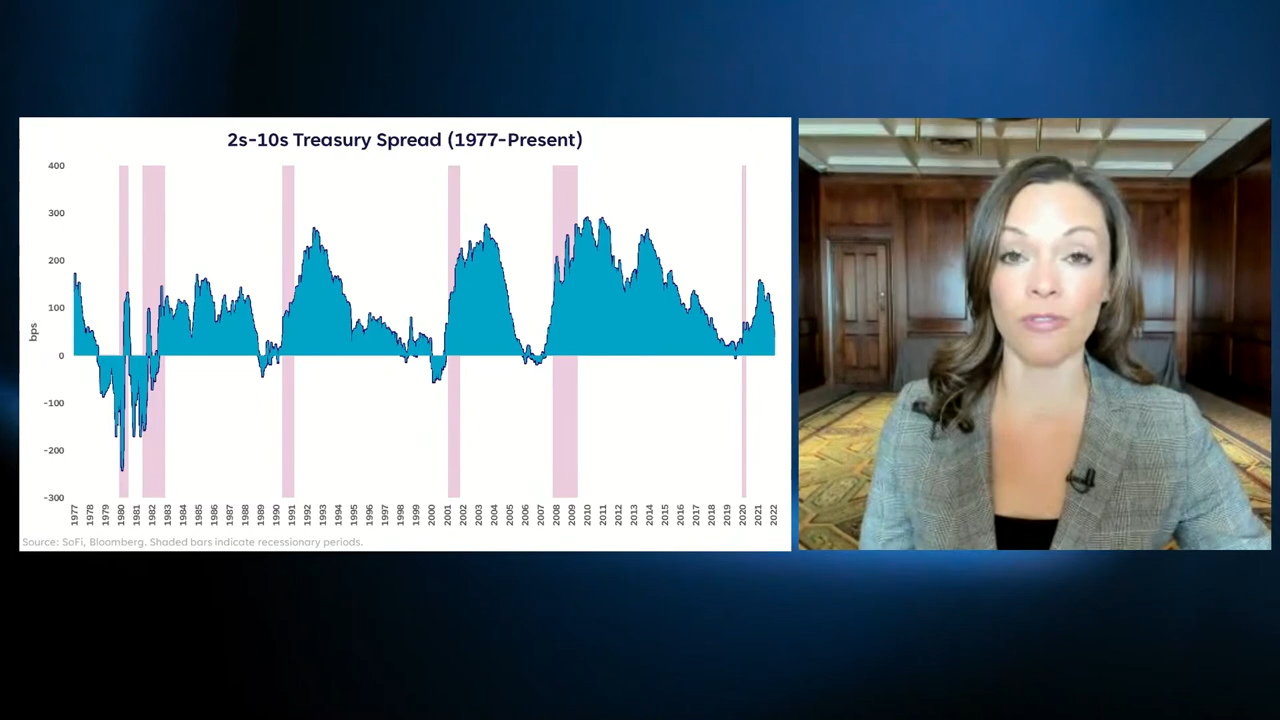 2s-10s Treasury Spread (1977-Present)
400
300
200
100
0
-100
-200
-300
bps
1977 1978 1979 1980 1981 1982 1983 1984 1985 1986 1987 1988 1989 1990 1991 1992 1993 1994 1995 1996 1997 1998 1999 2000 2001 2002 2003 2004 2005 2006 2007 2008 2009 2010 2011 2012 2013 2014 2015 2016 2017 2018 2019 2020 2021 2022
Source: SoFi, Bloomberg. Shaded bars indicate recessionary periods.